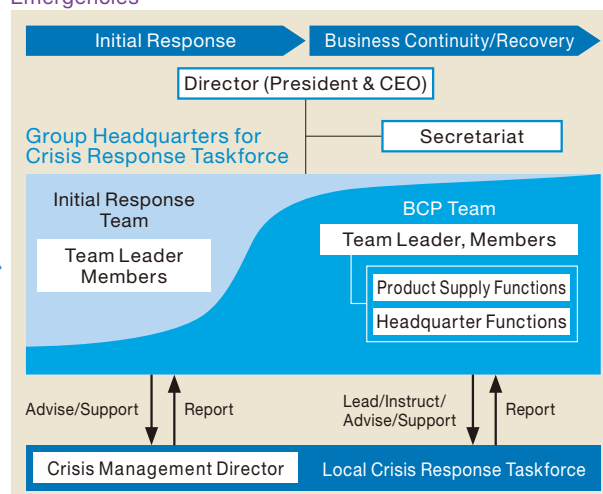 Emergencies
Initial Response
Business Continuity/Recovery
Director (President & CEO)
Group Headquarters for
Crisis Response Taskforce
Secretariat
Initial Response
Team
Team Leader
Members
BCP Team
Team Leader, Members
Product Supply Functions
Headquarter Functions
Advise/Support
Report
Lead/Instruct/
Advise/Support
Report
Crisis Management Director
Local Crisis Response Taskforce